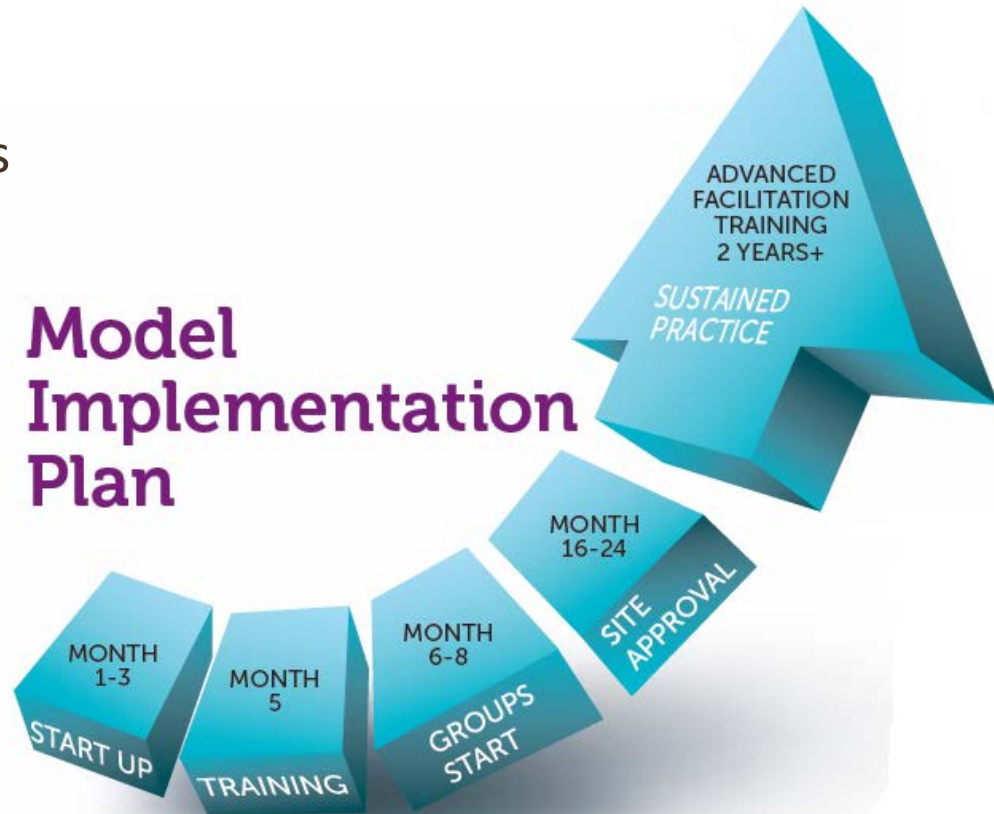 s
Model
Implementation
Plan
MONTH
1-3
START UP
MONTH
5
TRAINING
MONTH
6-8
GROUPS
START
MONTH
16-24
SITE
APPROVAL
ADVANCED
FACILITATION
TRAINING
2 YEARS+
SUSTAINED
PRACTICE